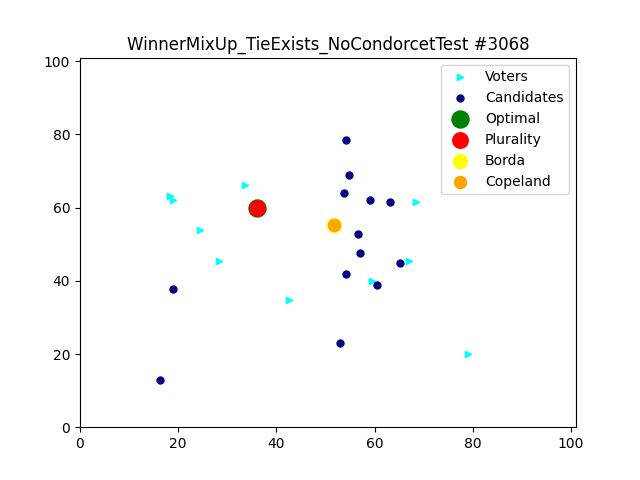 WinnerMixUp_TieExists_NoCondorcetTest #3068
Voters
Candidates
Optimal
Plurality
Borda
Copeland
100
80
60
40
20
0
0 20 40 60 80 100